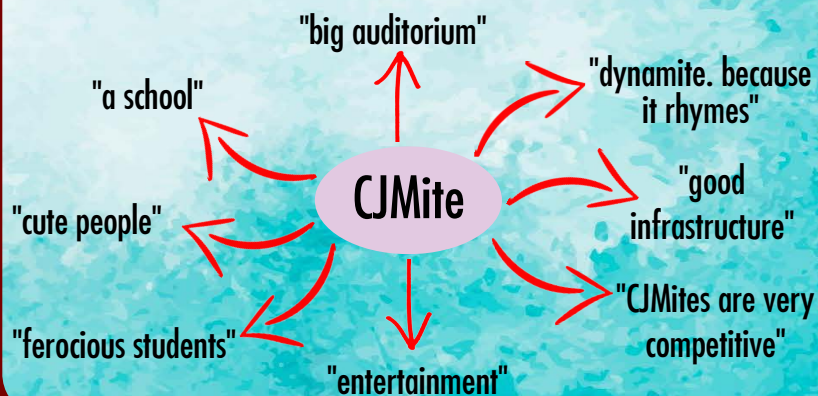 "big auditorium"
"a school"
"dynamite. because
it rhymes"
CJMite
"cute people"
"good
infrastructure"
"ferocious students"
"CJMites are very
competitive"
"entertainment"